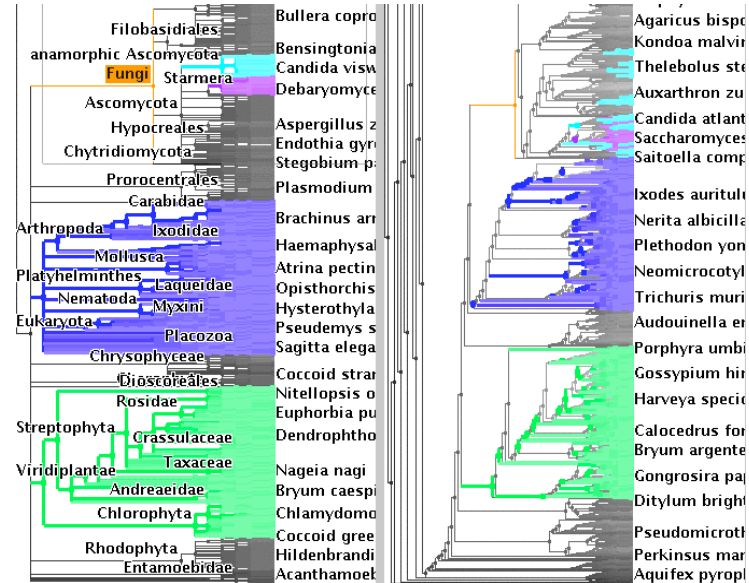 Bullera copro
Filobasidiales
Bensingtonia
anamorphic Ascomycota
Candida visw
Fungi
Starmera
Debaryomyce
Ascomycota
Hypocreales
Aspergillus z
Endothia gyr
Chytridiomycota
Stegobium p
Prorocentrales
Plasmodium
Carabidae
Brachinus arr
Arthropoda
Ixodidae
Haemaphysal
Mollusca
Atrina pectin
Platyhelminthes
Laqueidae
Opisthorchis
Nematoda
Myxini
Hysterothyla
Eukaryota
Pseudemys s
Placozoa
Sagitta elega
Chrysophyceae
Coccoid stran
Dioscoreales
Nitellopsis o
Rosidae
Euphorbia pu
Streptophyta
Crassulaceae
Dendrophtho
Taxaceae
Viridiplantae
Nageia nagi
Andreaeidae
Bryum caespi
Chlorophyta
Chlamydomo
Coccoid gree
Rhodophyta
Hildenbrandi
Entamoebidae
Acanthamoeb
Agaricus bispo
Kondoa malvir
Thelebolus ste
Auxarthron zu
Candida atlant
Saccharomyces
Saitoella comp
Ixodes auritulu
Nerita albicilla
Plethodon yon
Neomicrocotyl
Trichuris muri
Audouinella er
Porphyra umbi
Gossypium hir
Harveya specio
Calocedrus for
Bryum argente
Gongrosira pap
Ditylum bright
Pseudomicroth
Perkinsus mar
Aquifex pyroph